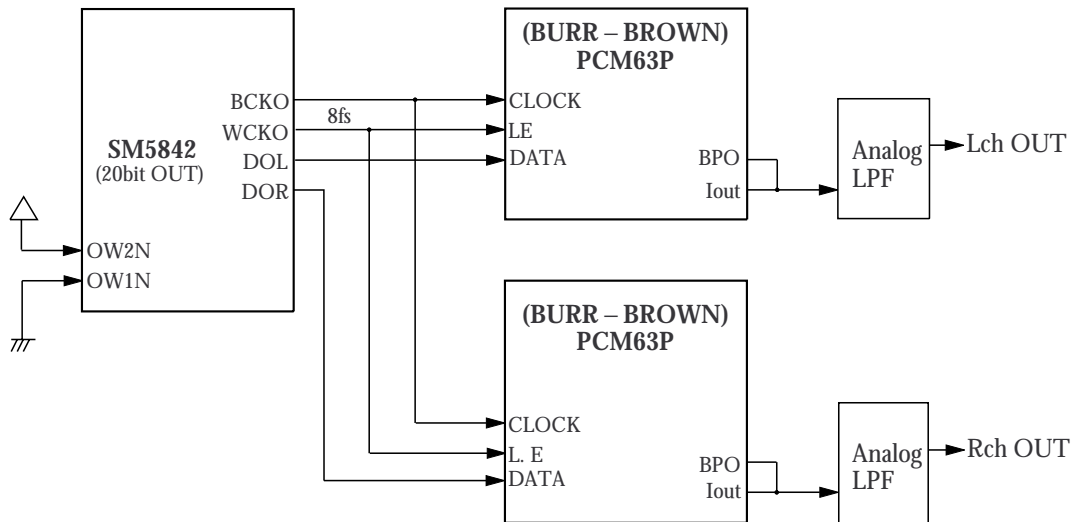 SM5842
(20bit OUT)
BCKO
WCKO
DOL
DOR
OW2N
OW1N
8fs
(BURR – BROWN)
PCM63P
CLOCK
LE
DATA
BPO
Iout
Analog
LPF
Lch OUT
(BURR – BROWN)
PCM63P
CLOCK
L. E
DATA
BPO
Iout
Analog
LPF
Rch OUT